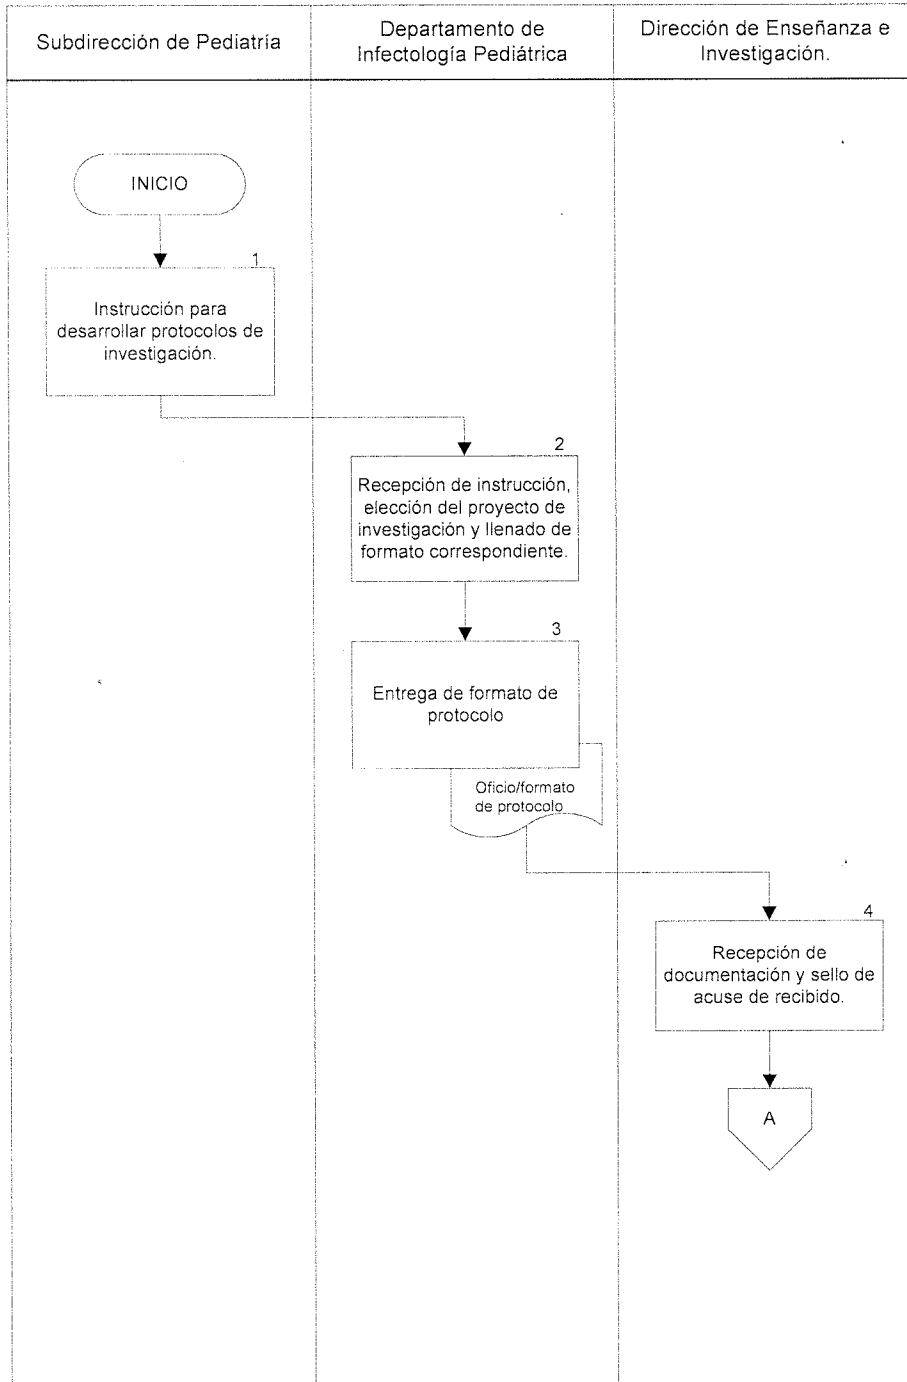 Subdirección de Pediatría
Departamento de
Infectología Pediátrica
Dirección de Enseñanza e
Investigación.
INICIO
1
Instrucción para
desarrollar protocolos de
investigación.
2
Recepción de instrucción,
elección del proyecto de
investigación y llenado de
formato correspondiente.
3
Entrega de formato de
protocolo
Oficio/formato
de protocolo
4
Recepción de
documentación y sello de
acuse de recibido.
A